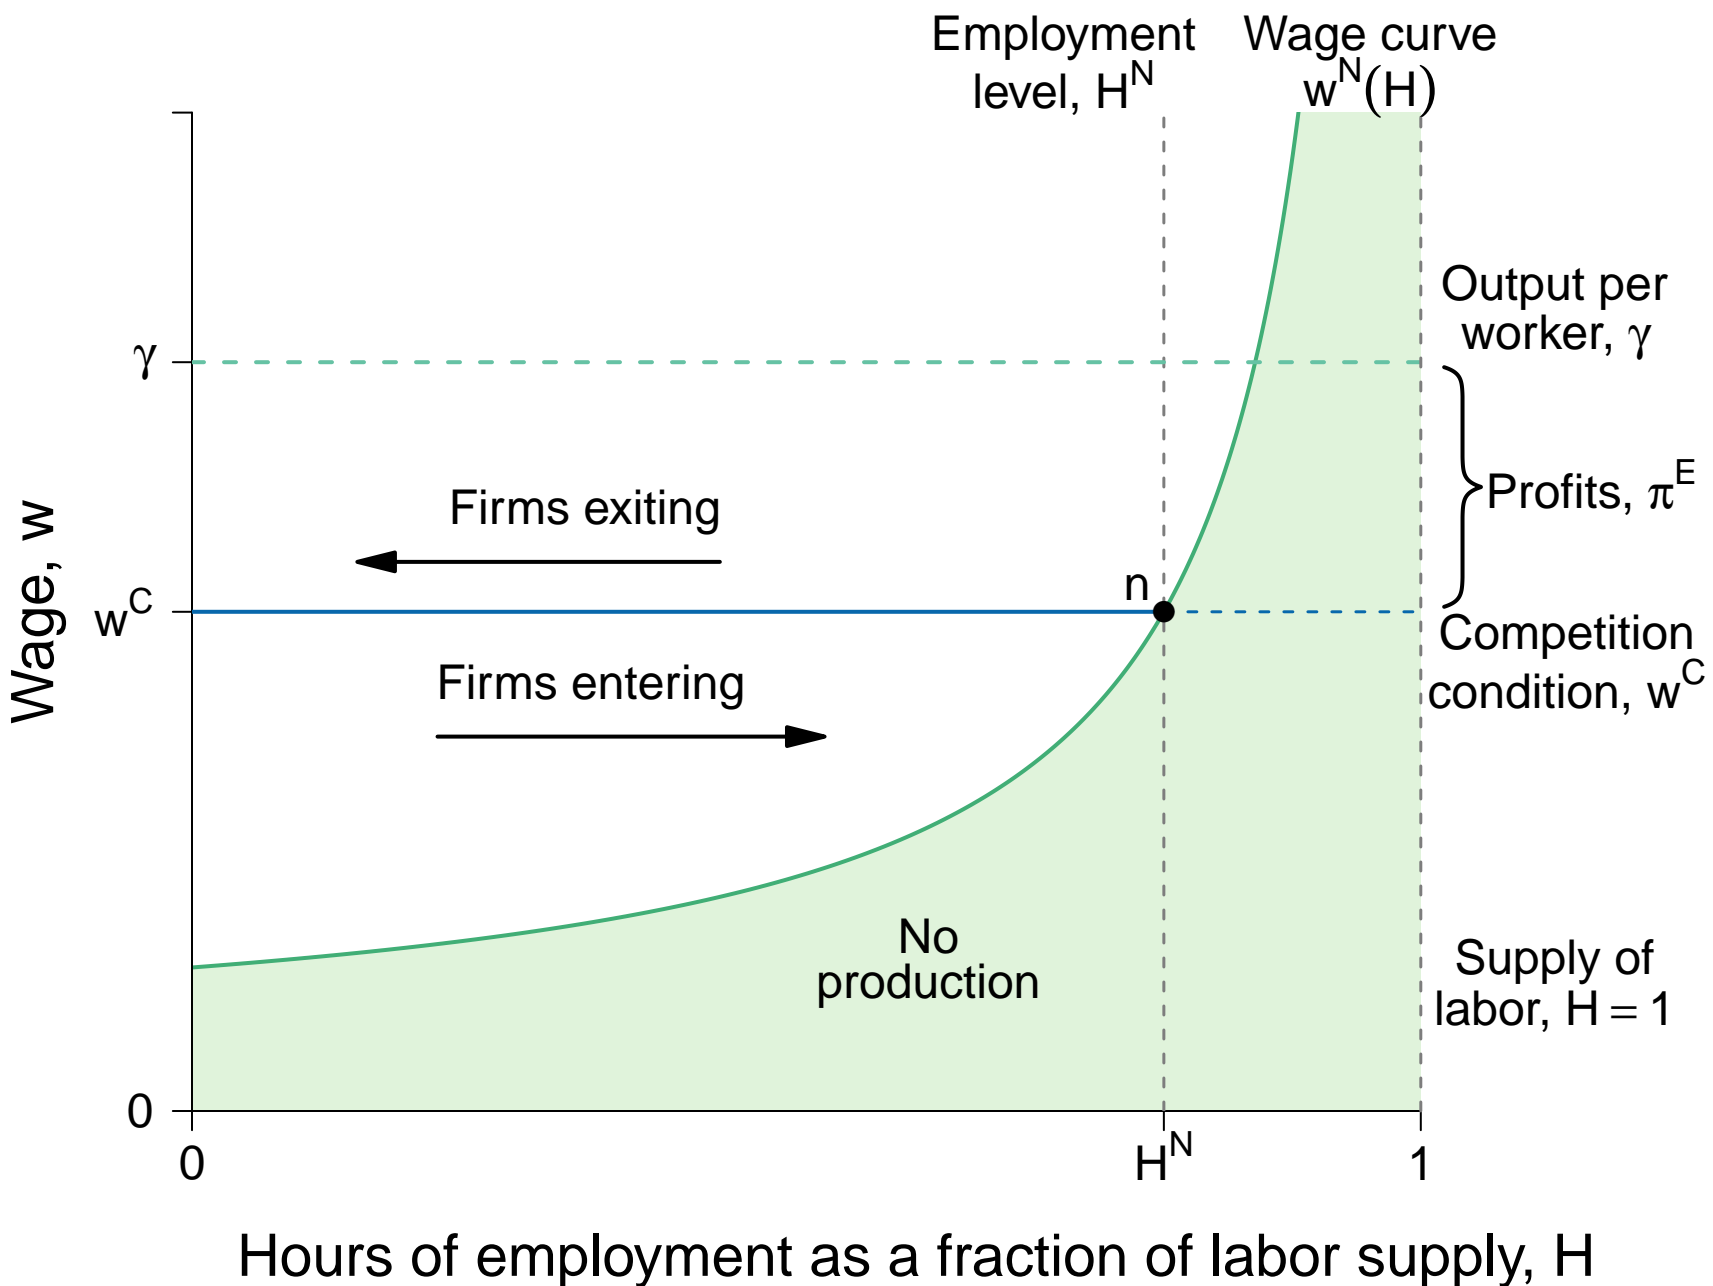 Employment
level, H^N
Wage curve
w^N(H)
Output per
worker, γ
γ
Profits, π^E
Firms exiting
n
w^C
Competition
condition, w^C
Firms entering
Wage, w
No
production
Supply of
labor, H = 1
0
0
H^N
1
Hours of employment as a fraction of labor supply, H